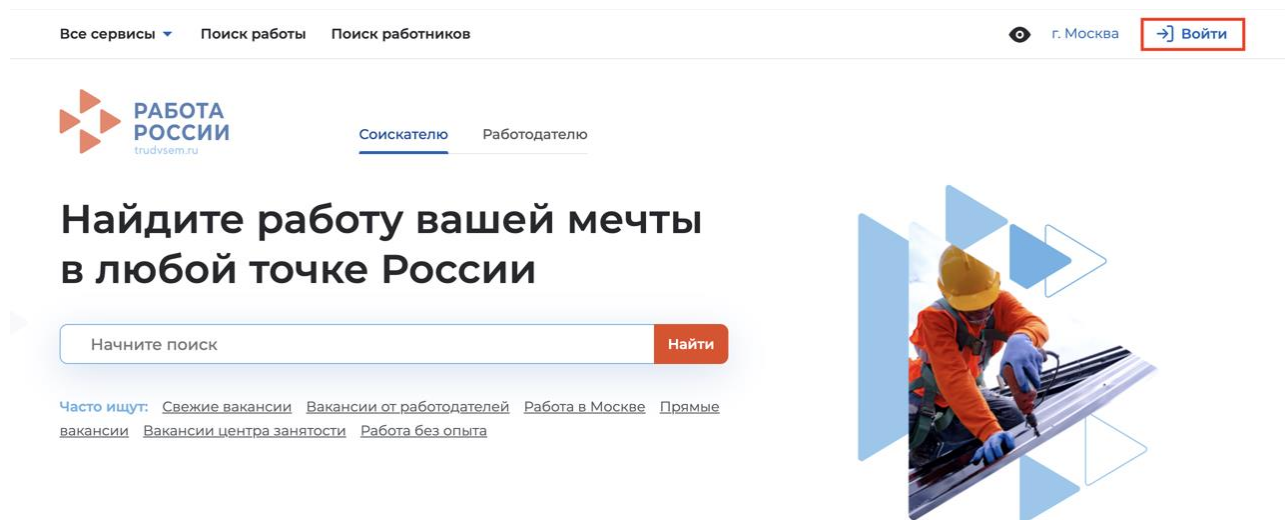 Все сервисы Поиск работы Поиск работников г. Москва Войти
РАБОТА
РОССИИ
trudvsem.ru
Соискателю Работодателю
Найдите работу вашей мечты
в любой точке России
Начните поиск Найти
Часто ищут: Свежие вакансии Вакансии от работодателей Работа в Москве Прямые
вакансии Вакансии центра занятости Работа без опыта